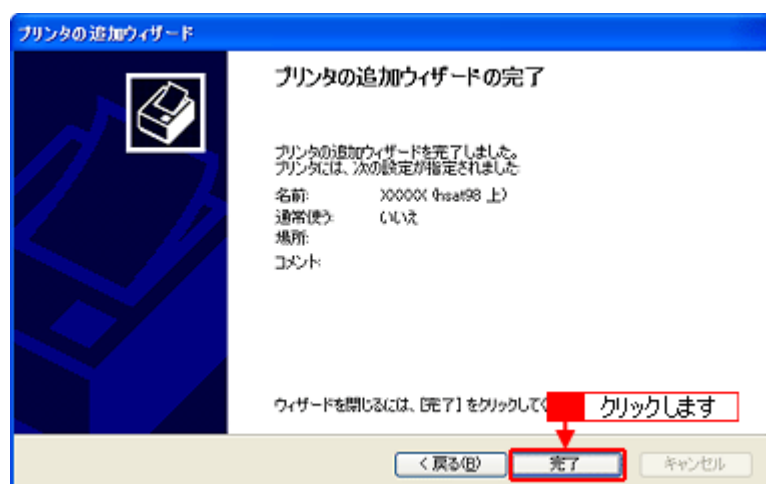 プリンタの追加ウィザード
プリンタの追加ウィザードの完了
プリンタの追加ウィザードを完了しました。
プリンタには、次の設定が指定されました:
名前: XXXXXX (hsat98 上)
通常使う: いいえ
場所:
コメント:
ウィザードを閉じるには、[完了] をクリックしてく
クリックします
< 戻る(B) 完了 キャンセル